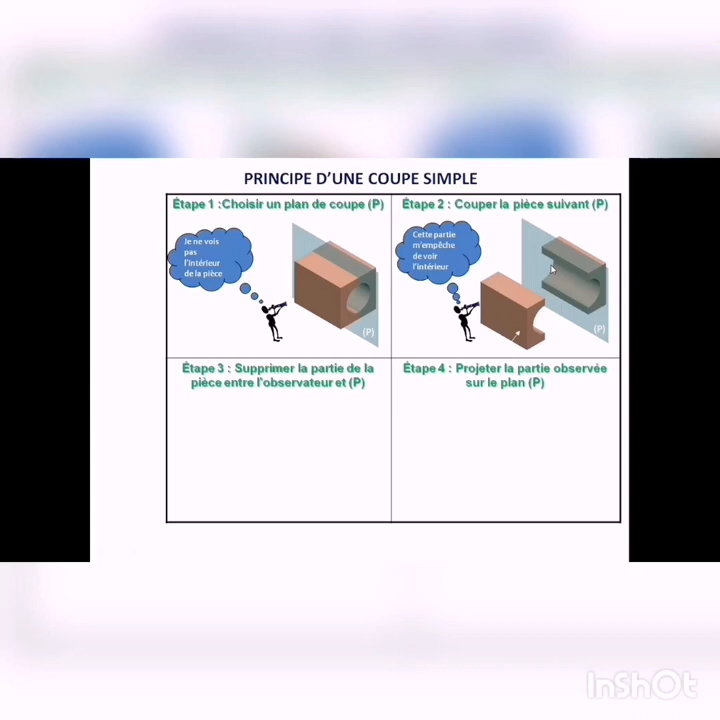 PRINCIPE D'UNE COUPE SIMPLE
Étape 1 :Choisir un plan de coupe (P)
Je ne vois
pas
l'intérieur
de la pièce
(P)
Étape 2 : Couper la pièce suivant (P)
Cette partie
m'empêche
de voir
l'intérieur
(P)
Étape 3 : Supprimer la partie de la
pièce entre l'observateur et (P)
Étape 4 : Projeter la partie observée
sur le plan (P)
InShOt